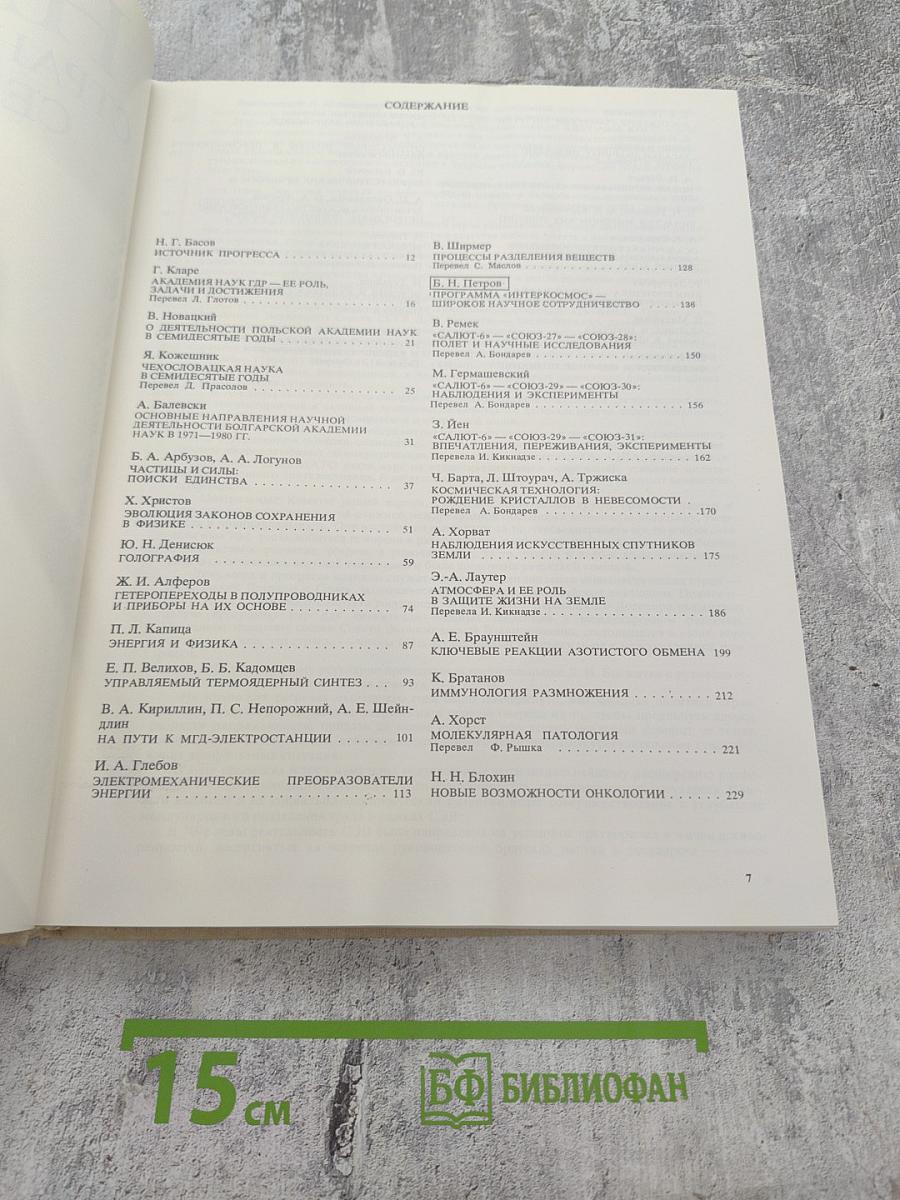 СОДЕРЖАНИЕ
Н. Г. Басов
ИСТОЧНИК ПРОГРЕССА . . . . . . . . . . . . 12
Г. Кларе
АКАДЕМИЯ НАУК ГДР — ЕЕ РОЛЬ,
ЗАДАЧИ И ДОСТИЖЕНИЯ
Перевел Л. Глотов . . . . . . . . . . . . 16
В. Новацкий
О ДЕЯТЕЛЬНОСТИ ПОЛЬСКОЙ АКАДЕМИИ НАУК
В СЕМИДЕСЯТЫЕ ГОДЫ . . . . . . . . . . . . 21
Я. Кожешник
ЧЕХОСЛОВАЦКАЯ НАУКА
В СЕМИДЕСЯТЫЕ ГОДЫ
Перевел Д. Прасолов . . . . . . . . . . . . 25
А. Балевски
ОСНОВНЫЕ НАПРАВЛЕНИЯ НАУЧНОЙ
ДЕЯТЕЛЬНОСТИ БОЛГАРСКОЙ АКАДЕМИИ
НАУК В 1971—1980 ГГ. 31
Б. А. Арбузов, А. А. Логунов
ЧАСТИЦЫ И СИЛЫ:
ПОИСКИ ЕДИНСТВА . . . . . . . . . . . . 37
Х. Христов
ЭВОЛЮЦИЯ ЗАКОНОВ СОХРАНЕНИЯ
В ФИЗИКЕ . . . . . . . . . . . . 51
Ю. Н. Денисюк
ГОЛОГРАФИЯ . . . . . . . . . . . . 59
Ж. И. Алферов
ГЕТЕРОПЕРЕХОДЫ В ПОЛУПРОВОДНИКАХ
И ПРИБОРЫ НА ИХ ОСНОВЕ . . . . . . . . . . . . 74
П. Л. Капица
ЭНЕРГИЯ И ФИЗИКА . . . . . . . . . . . . 87
Е. П. Велихов, Б. Б. Кадомцев
УПРАВЛЯЕМЫЙ ТЕРМОЯДЕРНЫЙ СИНТЕЗ . . . 93
В. А. Кириллин, П. С. Непорожний, А. Е. Шейн-
длин
НА ПУТИ К МГД-ЭЛЕКТРОСТАНЦИИ . . . . . . 101
И. А. Глебов
ЭЛЕКТРОМЕХАНИЧЕСКИЕ ПРЕОБРАЗОВАТЕЛИ
ЭНЕРГИИ . . . . . . . . . . . . 113
В. Ширмер
ПРОЦЕССЫ РАЗДЕЛЕНИЯ ВЕЩЕСТВ
Перевел С. Маслов . . . . . . . . . . . . 128
Б. Н. Петров
ПРОГРАММА «ИНТЕРКОСМОС» —
ШИРОКОЕ НАУЧНОЕ СОТРУДНИЧЕСТВО . . . . 136
В. Ремек
«САЛЮТ-6» — «СОЮЗ-27» — «СОЮЗ-28»:
ПОЛЕТ И НАУЧНЫЕ ИССЛЕДОВАНИЯ
Перевел А. Бондарев . . . . . . . . . . . . 150
М. Гермашевский
«САЛЮТ-6» — «СОЮЗ-29» — «СОЮЗ-30»:
НАБЛЮДЕНИЯ И ЭКСПЕРИМЕНТЫ
Перевел А. Бондарев . . . . . . . . . . . . 156
З. Йен
«САЛЮТ-6» — «СОЮЗ-29» — «СОЮЗ-31»:
ВПЕЧАТЛЕНИЯ, ПЕРЕЖИВАНИЯ, ЭКСПЕРИМЕНТЫ
Перевела И. Кикнадзе . . . . . . . . . . . . 162
Ч. Барта, Л. Штоурач, А. Тржиска
КОСМИЧЕСКАЯ ТЕХНОЛОГИЯ:
РОЖДЕНИЕ КРИСТАЛЛОВ В НЕВЕСОМОСТИ .
Перевел А. Бондарев . . . . . . . . . . . . 170
А. Хорват
НАБЛЮДЕНИЯ ИСКУССТВЕННЫХ СПУТНИКОВ
ЗЕМЛИ . . . . . . . . . . . . 175
Э.-А. Лаутер
АТМОСФЕРА И ЕЕ РОЛЬ
В ЗАЩИТЕ ЖИЗНИ НА ЗЕМЛЕ
Перевела И. Кикнадзе . . . . . . . . . . . . 186
А. Е. Браунштейн
КЛЮЧЕВЫЕ РЕАКЦИИ АЗОТИСТОГО ОБМЕНА 199
К. Братанов
ИММУНОЛОГИЯ РАЗМНОЖЕНИЯ . . . . . . . . 212
А. Хорст
МОЛЕКУЛЯРНАЯ ПАТОЛОГИЯ
Перевел Ф. Рышка . . . . . . . . . . . . 221
Н. Н. Блохин
НОВЫЕ ВОЗМОЖНОСТИ ОНКОЛОГИИ . . . . . . 229
7
15 см
БФ БИБЛИОФАН